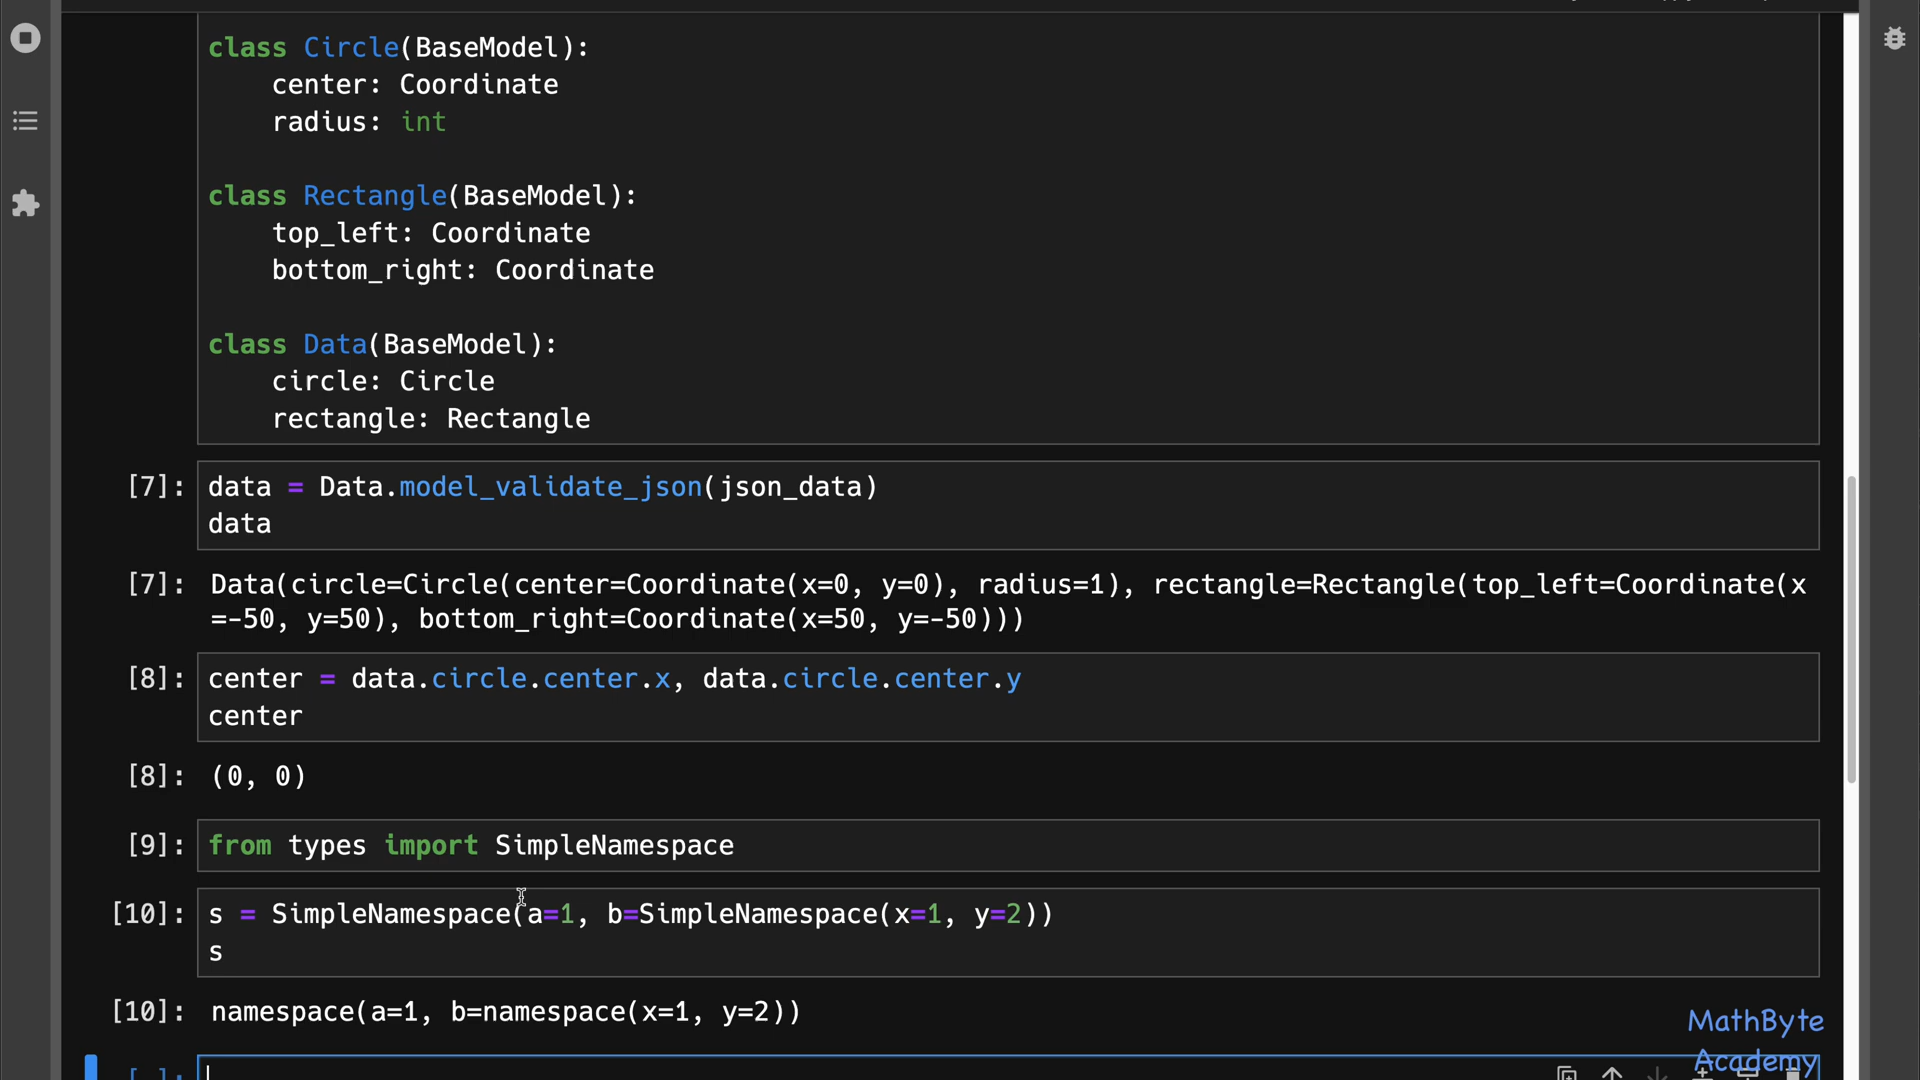 class Circle(BaseModel):
    center: Coordinate
    radius: int
class Rectangle(BaseModel):
    top_left: Coordinate
    bottom_right: Coordinate
class Data(BaseModel):
    circle: Circle
    rectangle: Rectangle
[7]: data = Data.model_validate_json(json_data)
data
[7]: Data(circle=Circle(center=Coordinate(x=0, y=0), radius=1), rectangle=Rectangle(top_left=Coordinate(x
=-50, y=50), bottom_right=Coordinate(x=50, y=-50)))
[8]: center = data.circle.center.x, data.circle.center.y
center
[8]: (0, 0)
[9]: from types import SimpleNamespace
[10]: s = SimpleNamespace(a=1, b=SimpleNamespace(x=1, y=2))
s
[10]: namespace(a=1, b=namespace(x=1, y=2))
MathByte
Academy
[ ]: